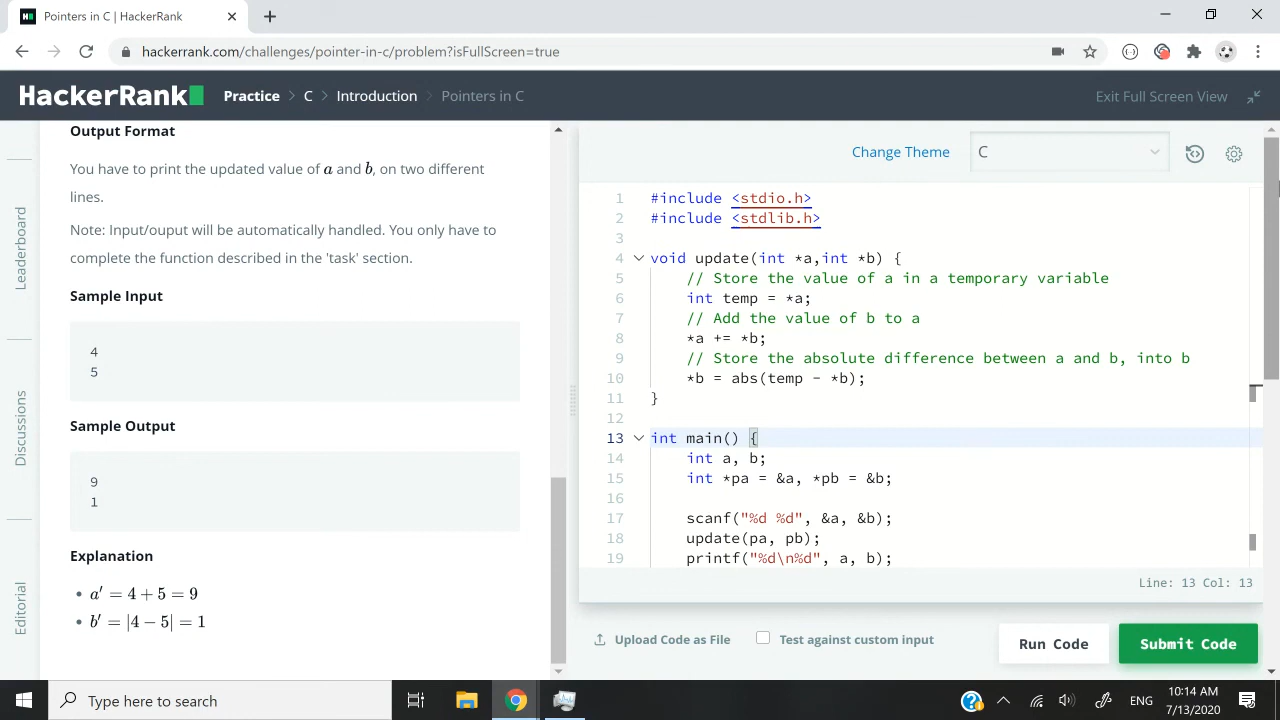 Pointers in C | HackerRank
hackerrank.com/challenges/pointer-in-c/problem?isFullScreen=true
HackerRank
Practice > C > Introduction > Pointers in C
Exit Full Screen View
Leaderboard
Discussions
Editorial
Output Format
You have to print the updated value of a and b, on two different
lines.
Note: Input/ouput will be automatically handled. You only have to
complete the function described in the 'task' section.
Sample Input
4
5
Sample Output
9
1
Explanation
• a′ = 4 + 5 = 9
• b′ = |4 − 5| = 1
Change Theme
C
1 #include <stdio.h>
2 #include <stdlib.h>
3
4 void update(int *a,int *b) {
5     // Store the value of a in a temporary variable
6     int temp = *a;
7     // Add the value of b to a
8     *a += *b;
9     // Store the absolute difference between a and b, into b
10     *b = abs(temp - *b);
11 }
12
13 int main() {
14     int a, b;
15     int *pa = &a, *pb = &b;
16
17     scanf("%d %d", &a, &b);
18     update(pa, pb);
19     printf("%d\n%d", a, b);
Line: 13 Col: 13
Upload Code as File
Test against custom input
Run Code
Submit Code
Type here to search
ENG
10:14 AM
7/13/2020